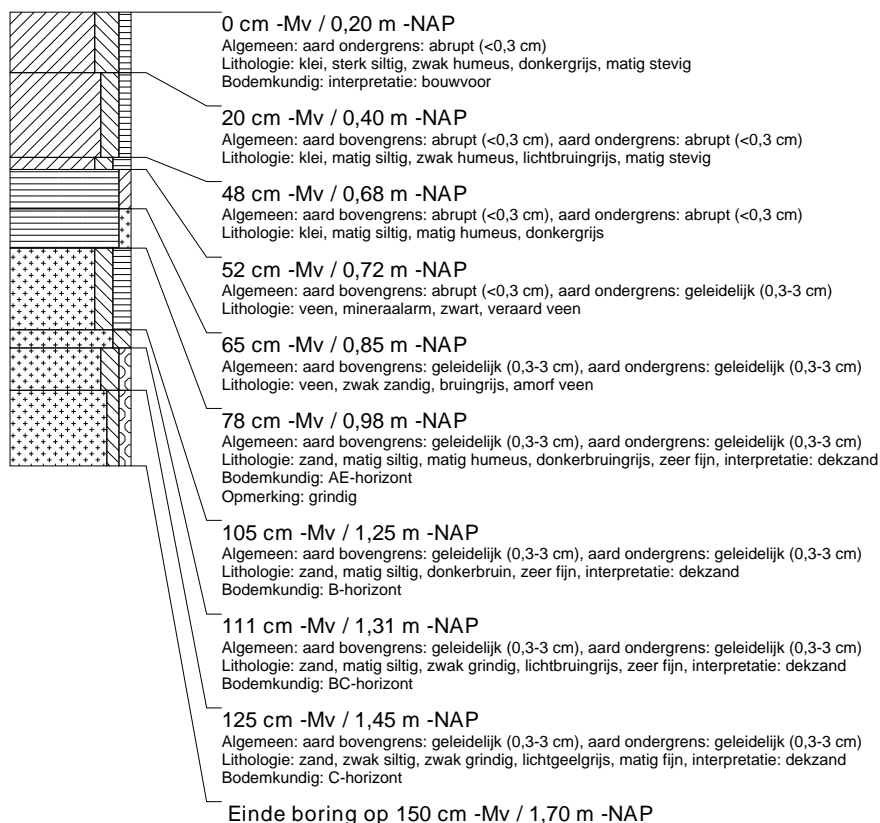 0 cm -Mv / 0,20 m -NAP
Algemeen: aard ondergrens: abrupt (<0,3 cm)
Lithologie: klei, sterk siltig, zwak humeus, donkergrijs, matig stevig
Bodemkundig: interpretatie: bouwvoor
20 cm -Mv / 0,40 m -NAP
Algemeen: aard bovengrens: abrupt (<0,3 cm), aard ondergrens: abrupt (<0,3 cm)
Lithologie: klei, matig siltig, zwak humeus, lichtbruingrijs, matig stevig
48 cm -Mv / 0,68 m -NAP
Algemeen: aard bovengrens: abrupt (<0,3 cm), aard ondergrens: abrupt (<0,3 cm)
Lithologie: klei, matig siltig, matig humeus, donkergrijs
52 cm -Mv / 0,72 m -NAP
Algemeen: aard bovengrens: abrupt (<0,3 cm), aard ondergrens: geleidelijk (0,3-3 cm)
Lithologie: veen, mineraalarm, zwart, veraard veen
65 cm -Mv / 0,85 m -NAP
Algemeen: aard bovengrens: geleidelijk (0,3-3 cm), aard ondergrens: geleidelijk (0,3-3 cm)
Lithologie: veen, zwak zandig, bruingrijs, amorf veen
78 cm -Mv / 0,98 m -NAP
Algemeen: aard bovengrens: geleidelijk (0,3-3 cm), aard ondergrens: geleidelijk (0,3-3 cm)
Lithologie: zand, matig siltig, matig humeus, donkerbruingrijs, zeer fijn, interpretatie: dekzand
Bodemkundig: AE-horizont
Opmerking: grindig
105 cm -Mv / 1,25 m -NAP
Algemeen: aard bovengrens: geleidelijk (0,3-3 cm), aard ondergrens: geleidelijk (0,3-3 cm)
Lithologie: zand, matig siltig, donkerbruin, zeer fijn, interpretatie: dekzand
Bodemkundig: B-horizont
111 cm -Mv / 1,31 m -NAP
Algemeen: aard bovengrens: geleidelijk (0,3-3 cm), aard ondergrens: geleidelijk (0,3-3 cm)
Lithologie: zand, matig siltig, zwak grindig, lichtbruingrijs, zeer fijn, interpretatie: dekzand
Bodemkundig: BC-horizont
125 cm -Mv / 1,45 m -NAP
Algemeen: aard bovengrens: geleidelijk (0,3-3 cm), aard ondergrens: geleidelijk (0,3-3 cm)
Lithologie: zand, zwak siltig, zwak grindig, lichtgeelgrijs, matig fijn, interpretatie: dekzand
Bodemkundig: C-horizont
Einde boring op 150 cm -Mv / 1,70 m -NAP